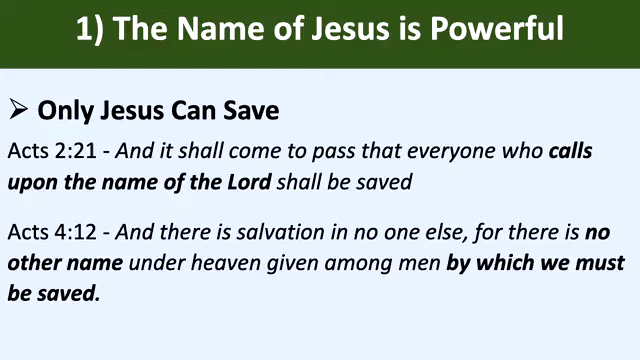 1) The Name of Jesus is Powerful
➢ Only Jesus Can Save
Acts 2:21 - And it shall come to pass that everyone who calls
upon the name of the Lord shall be saved
Acts 4:12 - And there is salvation in no one else, for there is no
other name under heaven given among men by which we must
be saved.